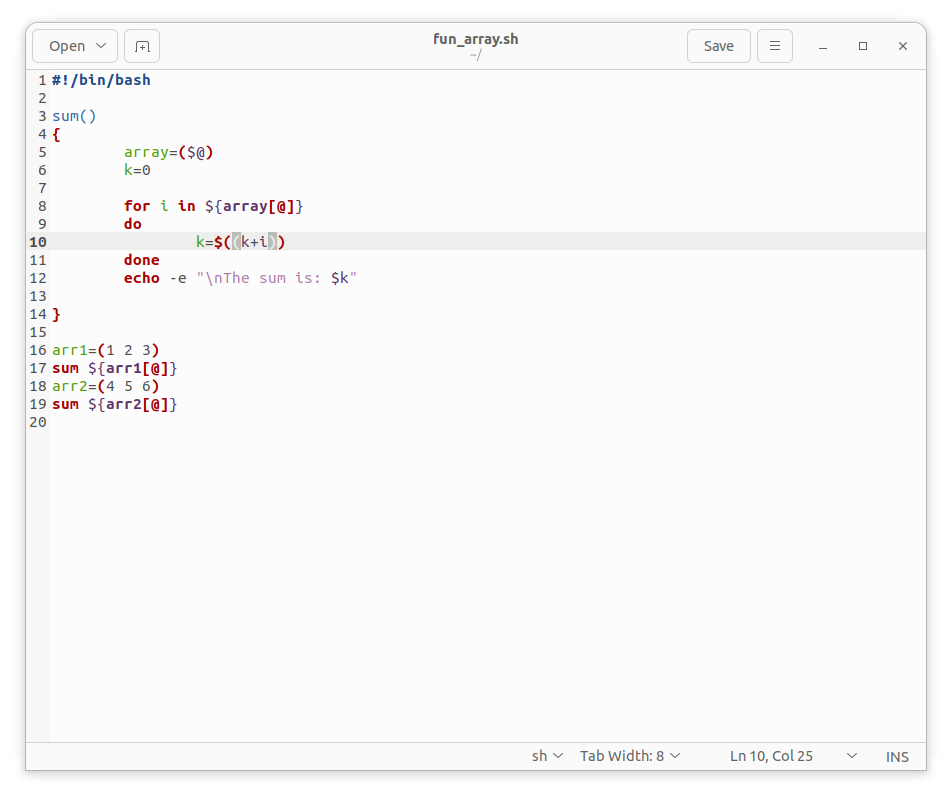 Open
fun_array.sh
~/
Save
1 #!/bin/bash
2
3 sum()
4 {
5         array=($@)
6         k=0
7
8         for i in ${array[@]}
9         do
10                 k=$((k+i))
11         done
12         echo -e "\nThe sum is: $k"
13
14 }
15
16 arr1=(1 2 3)
17 sum ${arr1[@]}
18 arr2=(4 5 6)
19 sum ${arr2[@]}
20
sh Tab Width: 8 Ln 10, Col 25 INS